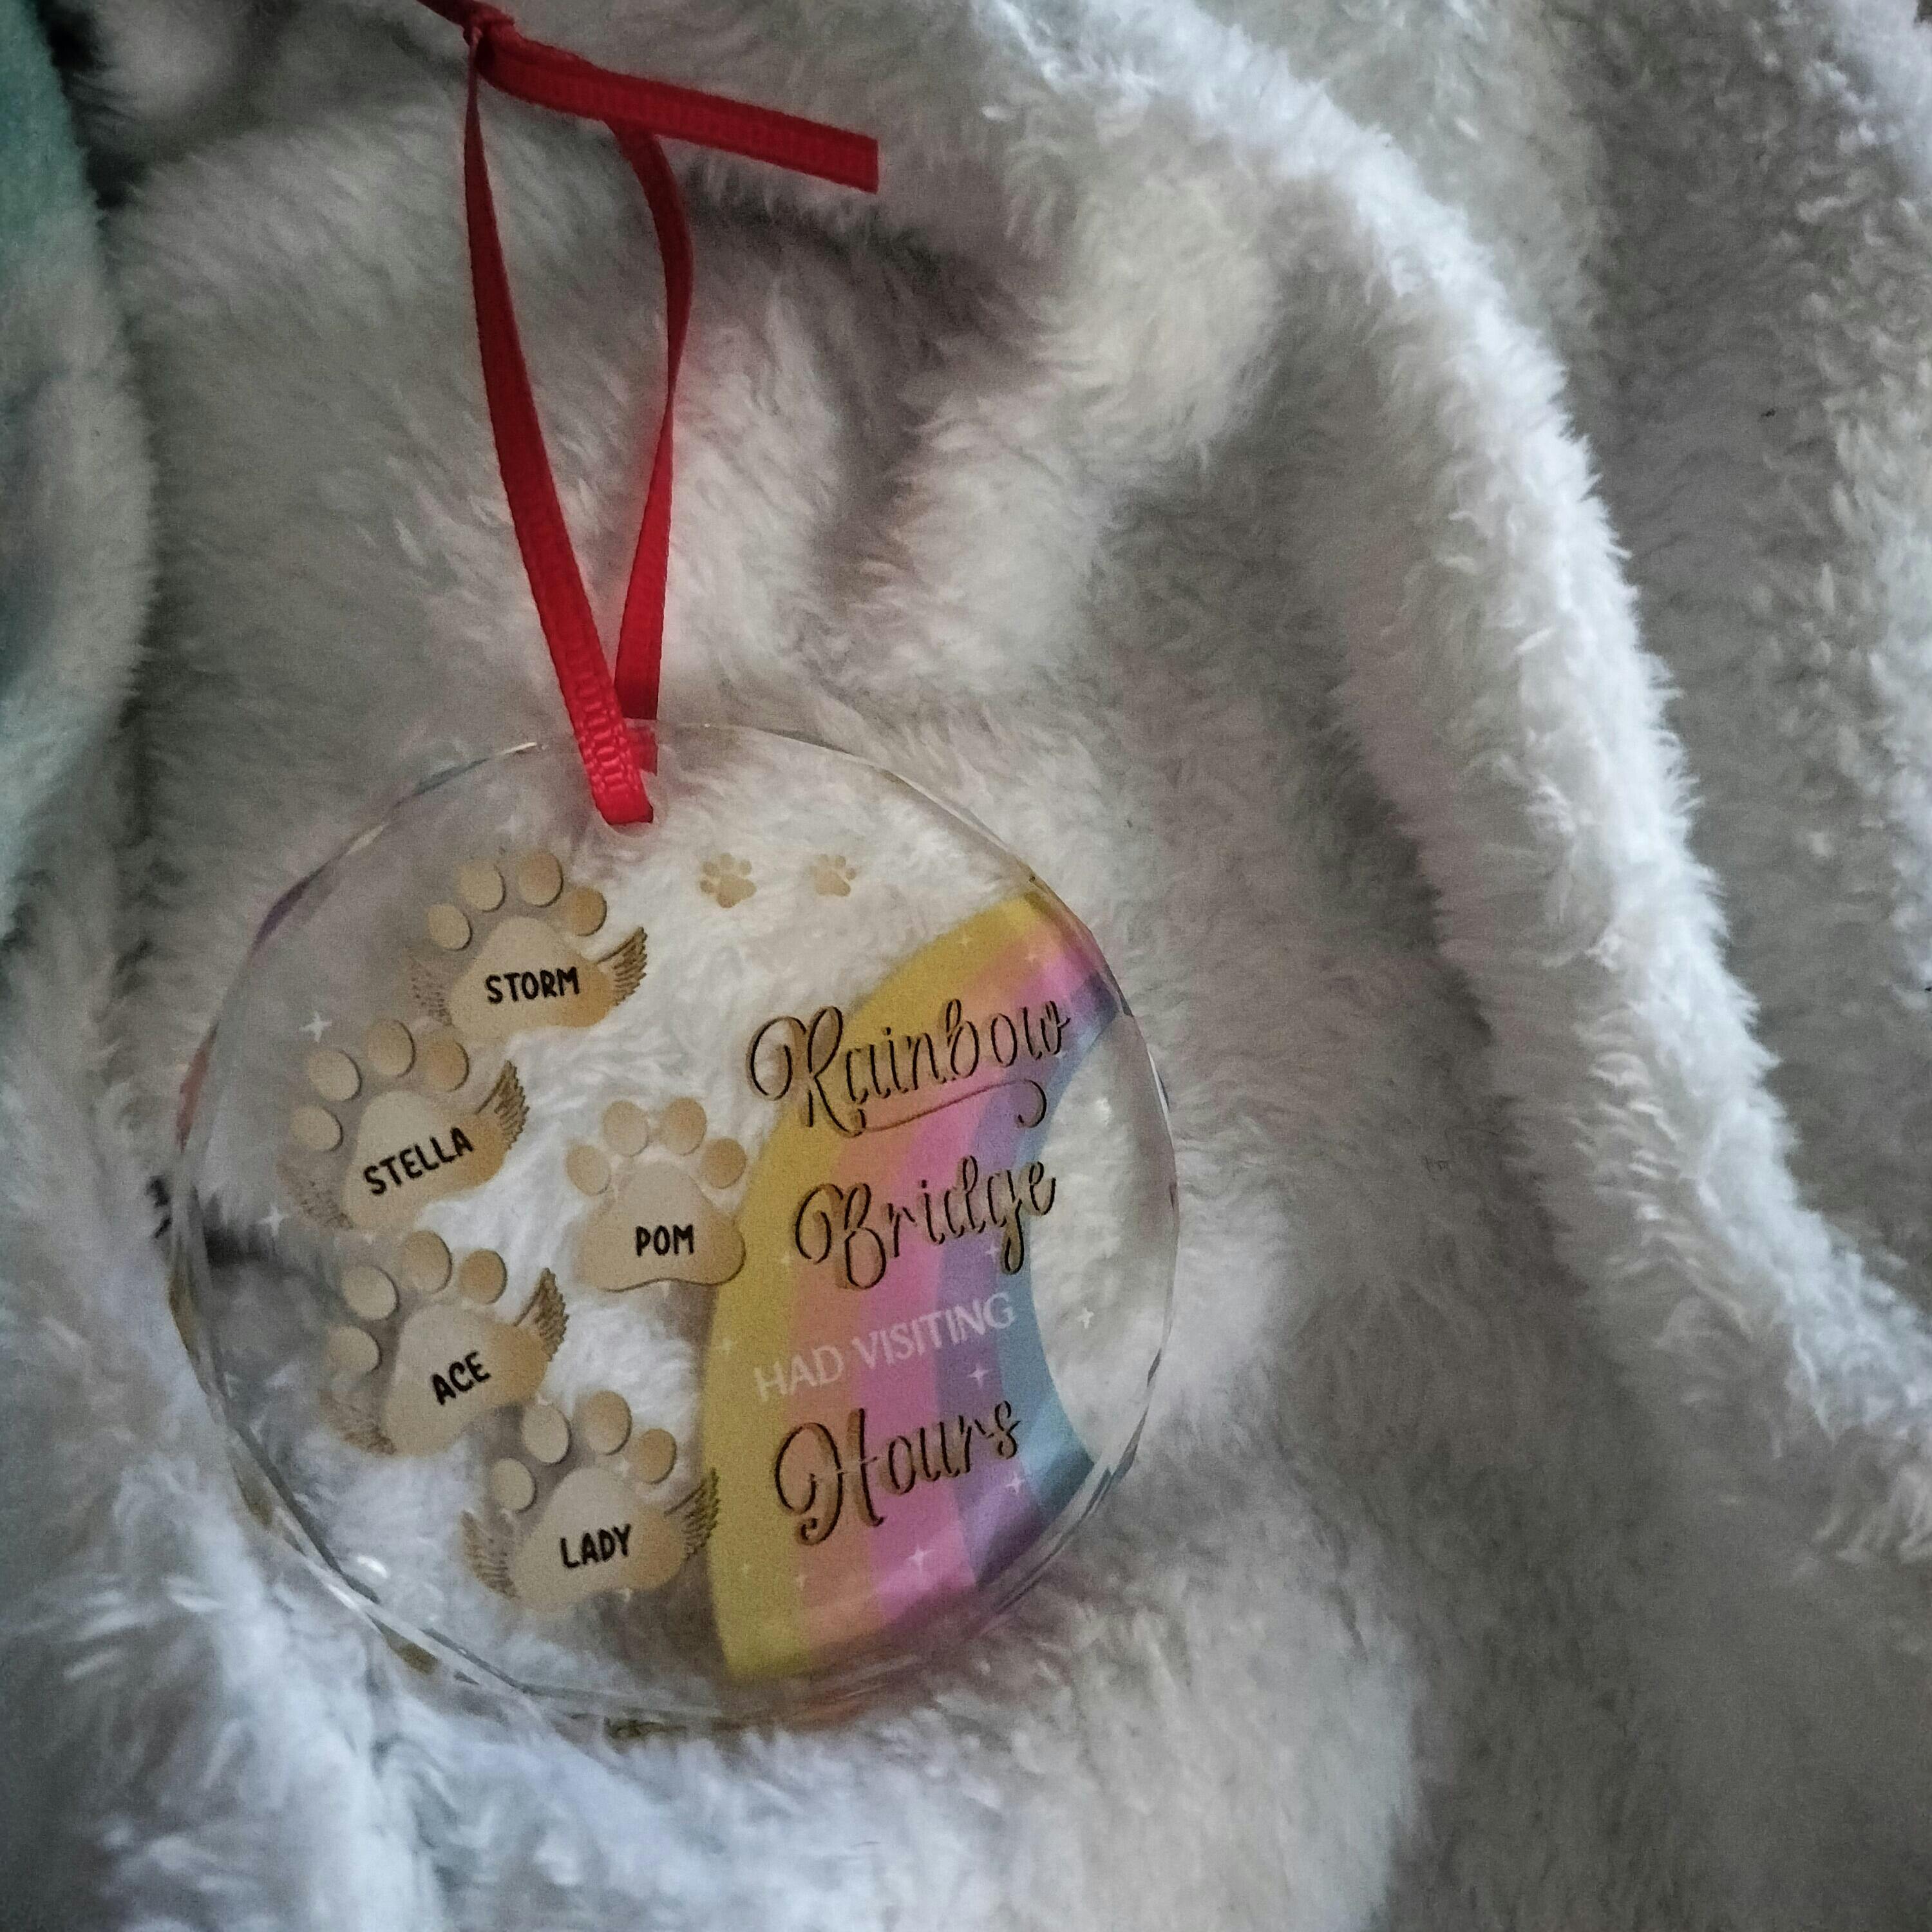 STORM
STELLA
POM
ACE
LADY
Rainbow
Bridge
HAD VISITING
Hours